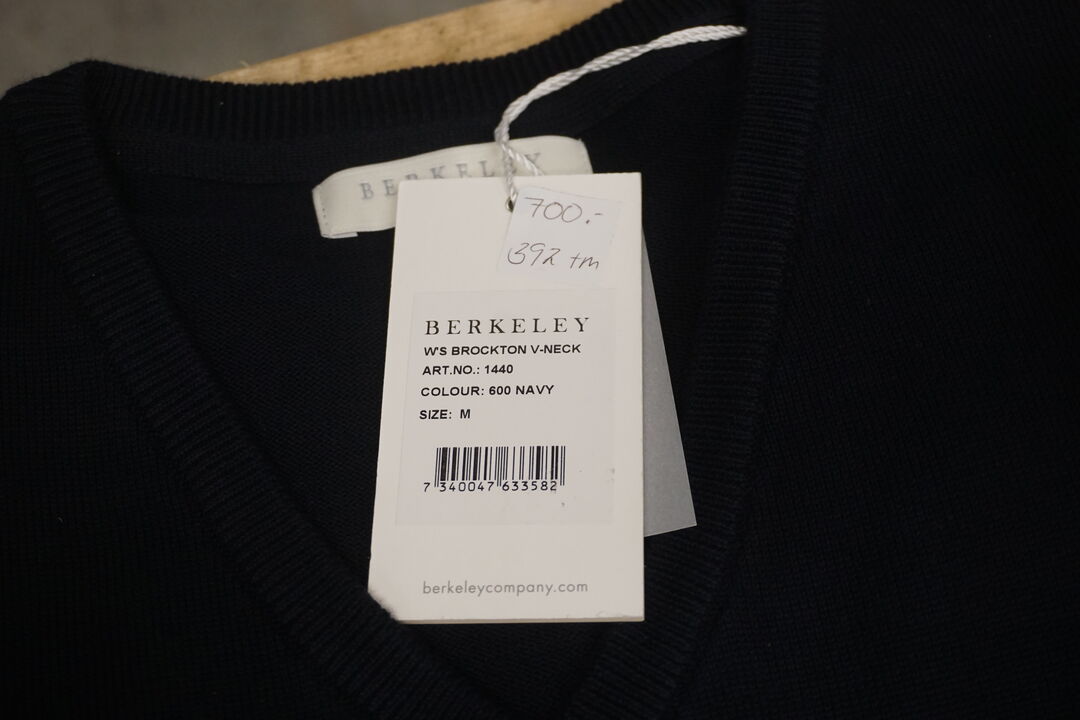 BERKELEY
700.-
392 tm
BERKELEY
W'S BROCKTON V-NECK
ART.NO.: 1440
COLOUR: 600 NAVY
SIZE: M
7 340047 633582
berkeleycompany.com